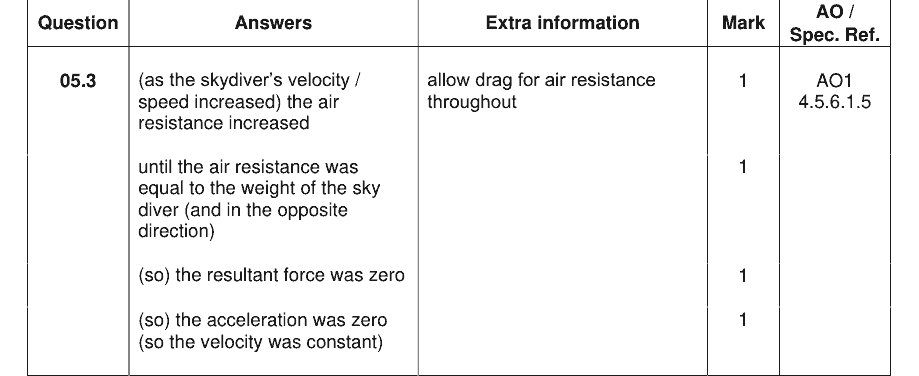 Question Answers Extra information Mark AO /
Spec. Ref.
05.3 (as the skydiver's velocity / allow drag for air resistance 1 AO1
speed increased) the air throughout 4.5.6.1.5
resistance increased
until the air resistance was 1
equal to the weight of the sky
diver (and in the opposite
direction)
(so) the resultant force was zero 1
(so) the acceleration was zero 1
(so the velocity was constant)